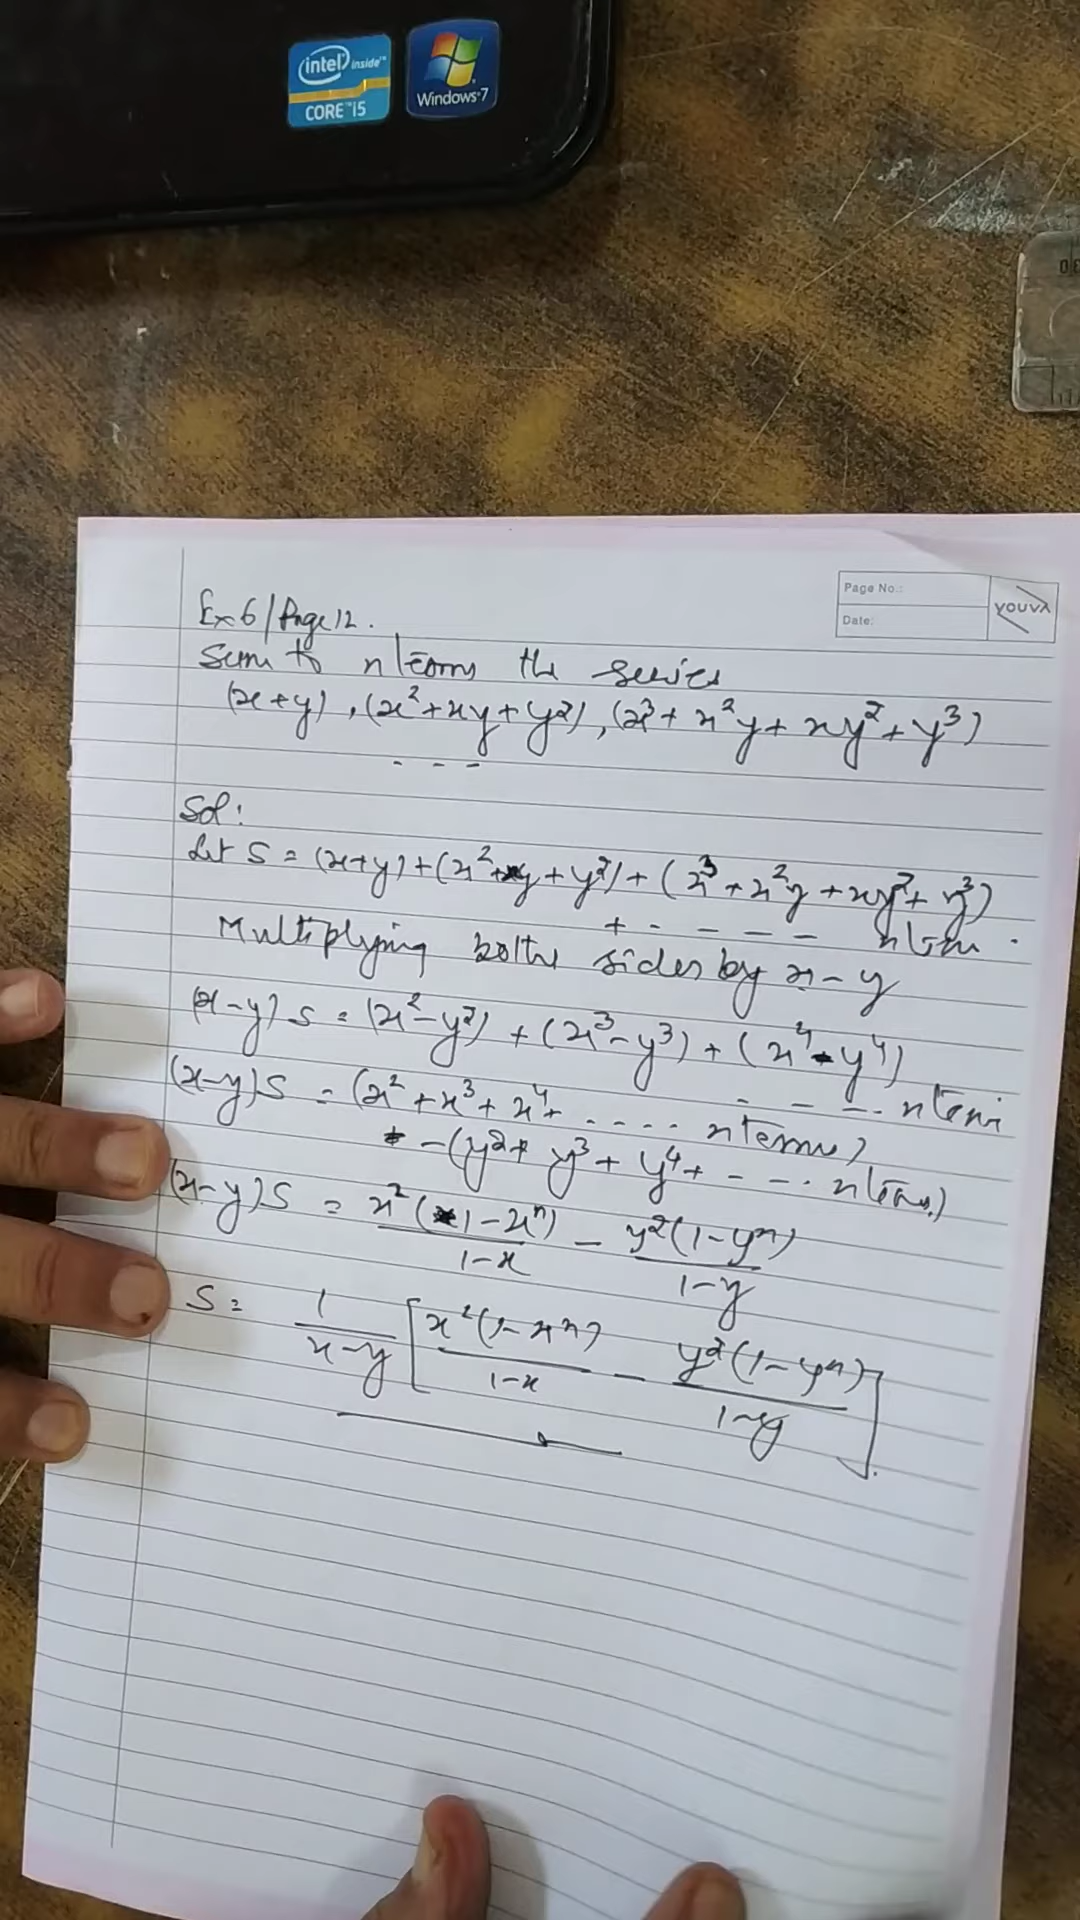 intel inside™
CORE™ i5
Windows 7
Page No.:
Date:
youva
Ex 6 / Page 12.
Sum to n terms the series
(x+y), (x²+xy+y²), (x³+x²y+xy²+y³)
- - -
Sol:
Let S = (x+y)+(x²+xy+y²)+(x³+x²y+xy²+y³)
+ - - - - n term.
Multiplying both sides by x-y
(x-y)S = (x²-y²)+(x³-y³)+(x⁴-y⁴)
- - - . . n term
(x-y)S = (x²+x³+x⁴+ ..... n terms)
-(y²+y³+y⁴+ - - .. n terms.)
(x-y)S = x²(1-xⁿ)/1-x - y²(1-yⁿ)/1-y
S = 1/x-y [x²(1-xⁿ)/1-x - y²(1-yⁿ)/1-y].